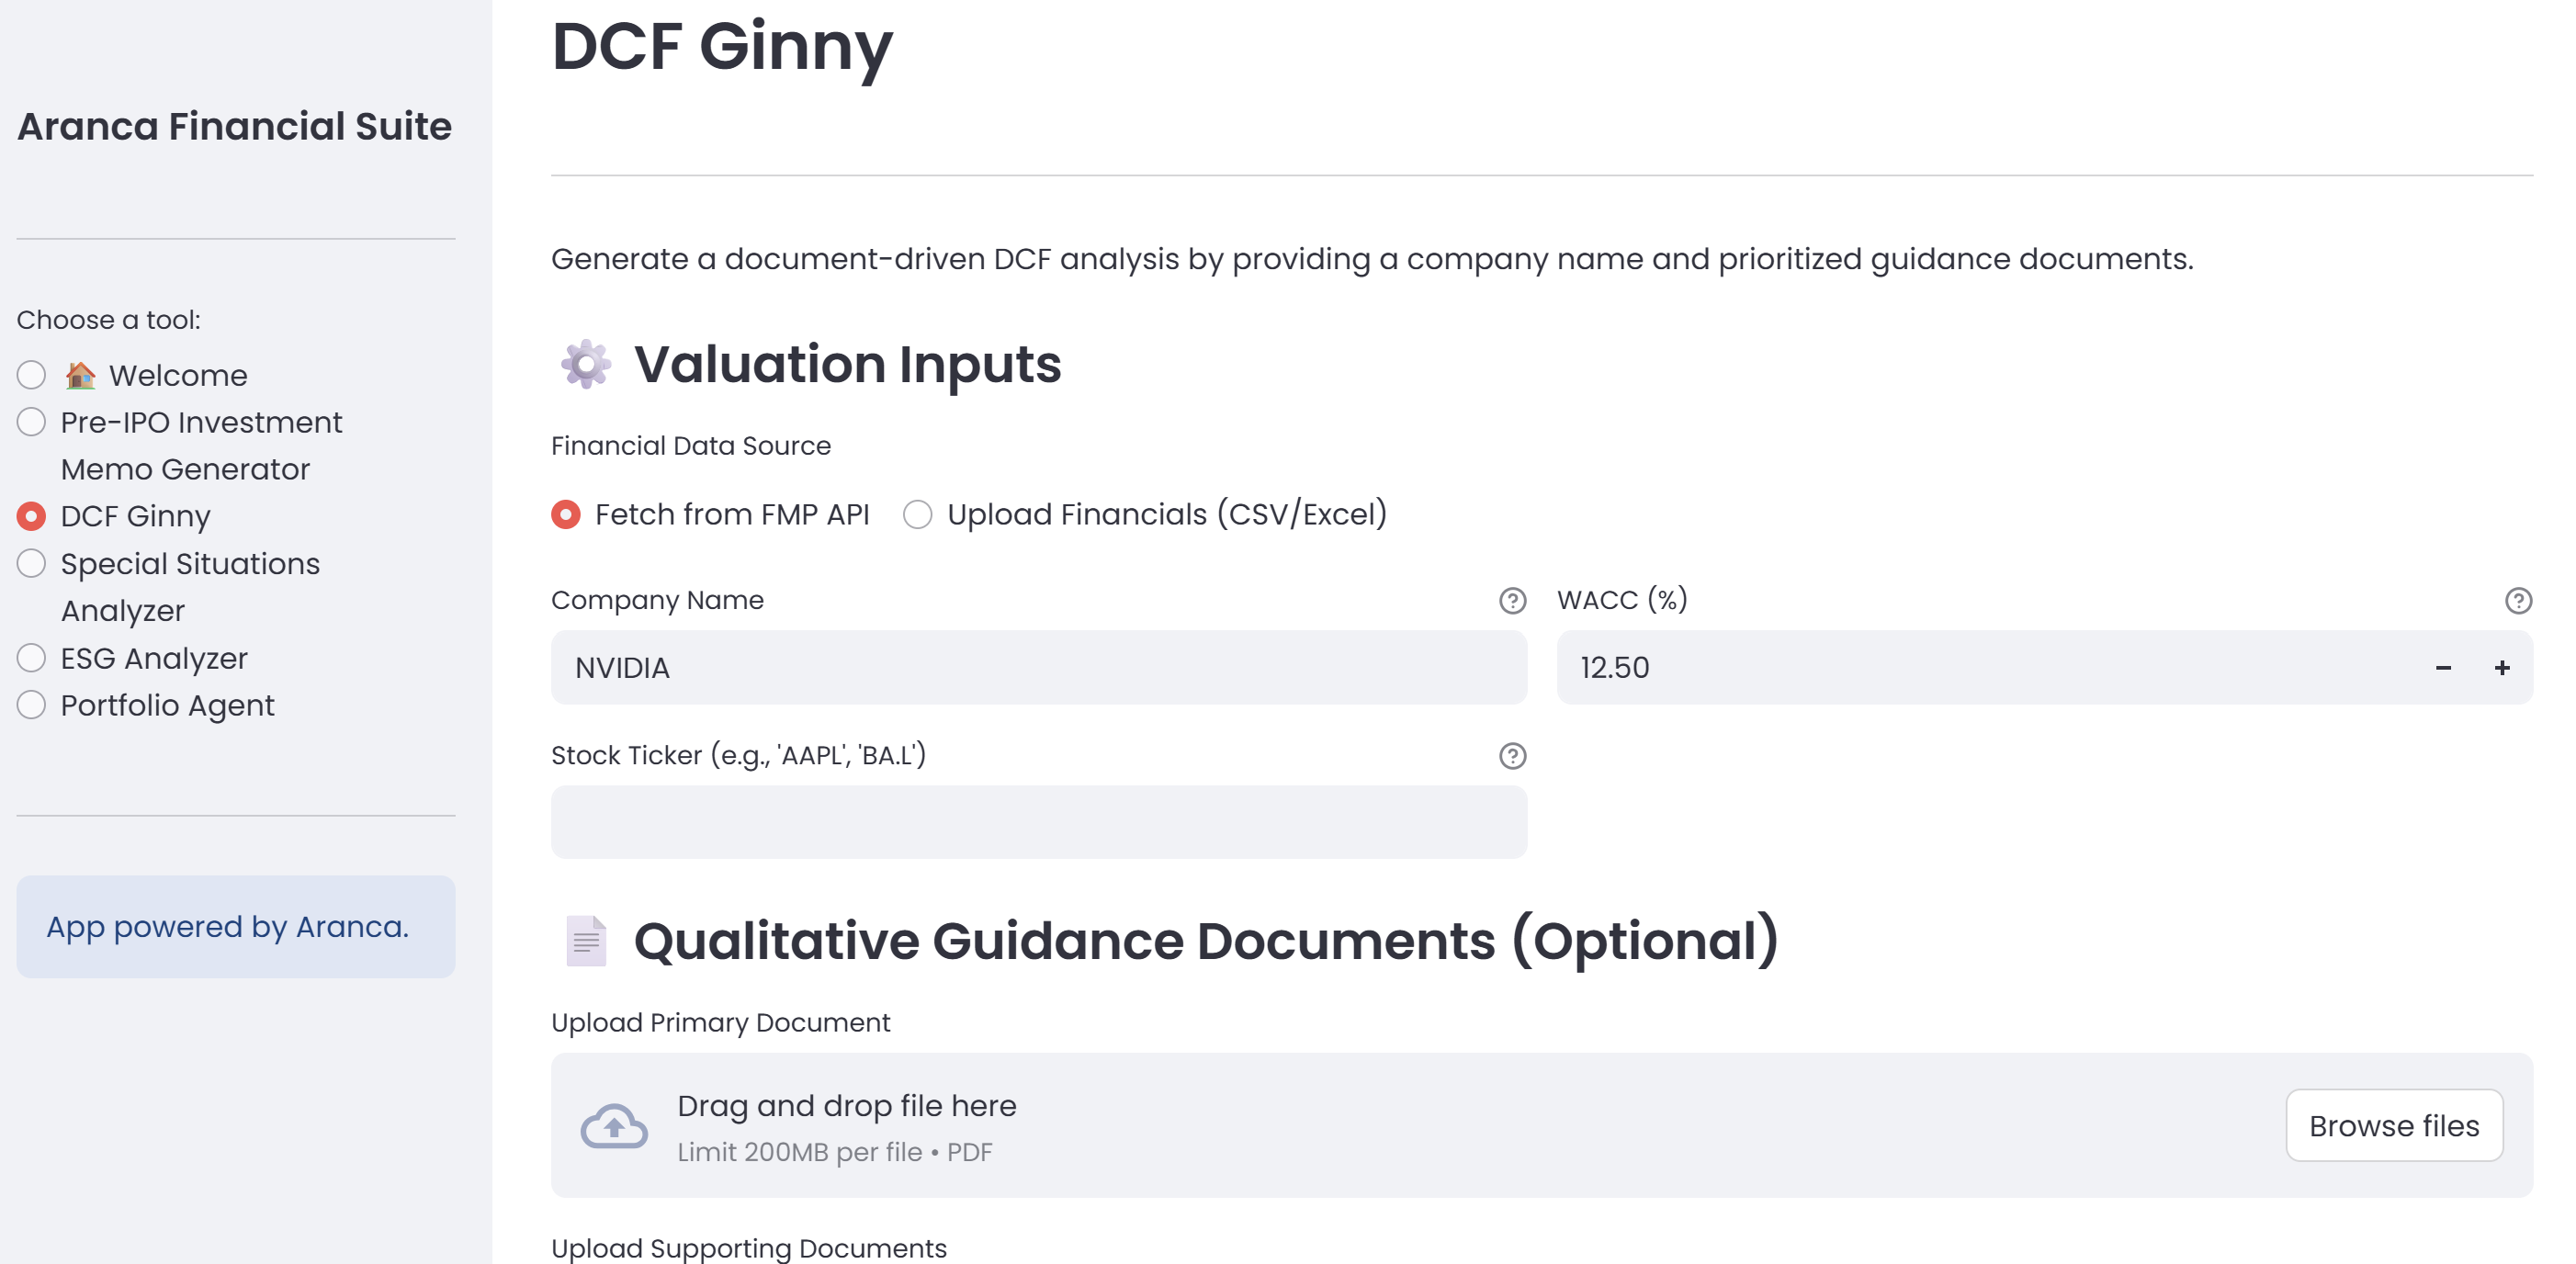 Aranca Financial Suite
Choose a tool:
🏠 Welcome
Pre-IPO Investment
Memo Generator
DCF Ginny
Special Situations
Analyzer
ESG Analyzer
Portfolio Agent
App powered by Aranca.
DCF Ginny
Generate a document-driven DCF analysis by providing a company name and prioritized guidance documents.
⚙️ Valuation Inputs
Financial Data Source
Fetch from FMP API
Upload Financials (CSV/Excel)
Company Name
NVIDIA
WACC (%)
12.50
Stock Ticker (e.g., 'AAPL', 'BA.L')
📄 Qualitative Guidance Documents (Optional)
Upload Primary Document
Drag and drop file here
Limit 200MB per file • PDF
Browse files
Upload Supporting Documents